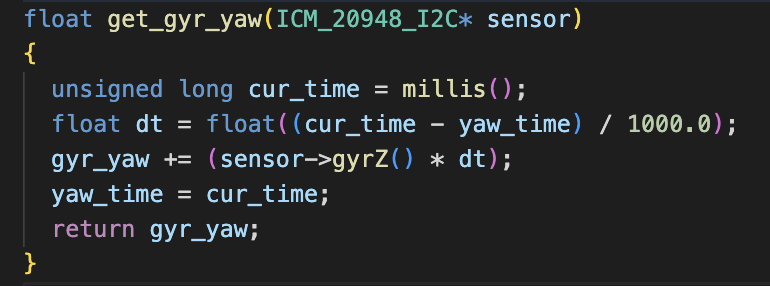 float get_gyr_yaw(ICM_20948_I2C* sensor)
{
  unsigned long cur_time = millis();
  float dt = float((cur_time - yaw_time) / 1000.0);
  gyr_yaw += (sensor->gyrZ() * dt);
  yaw_time = cur_time;
  return gyr_yaw;
}